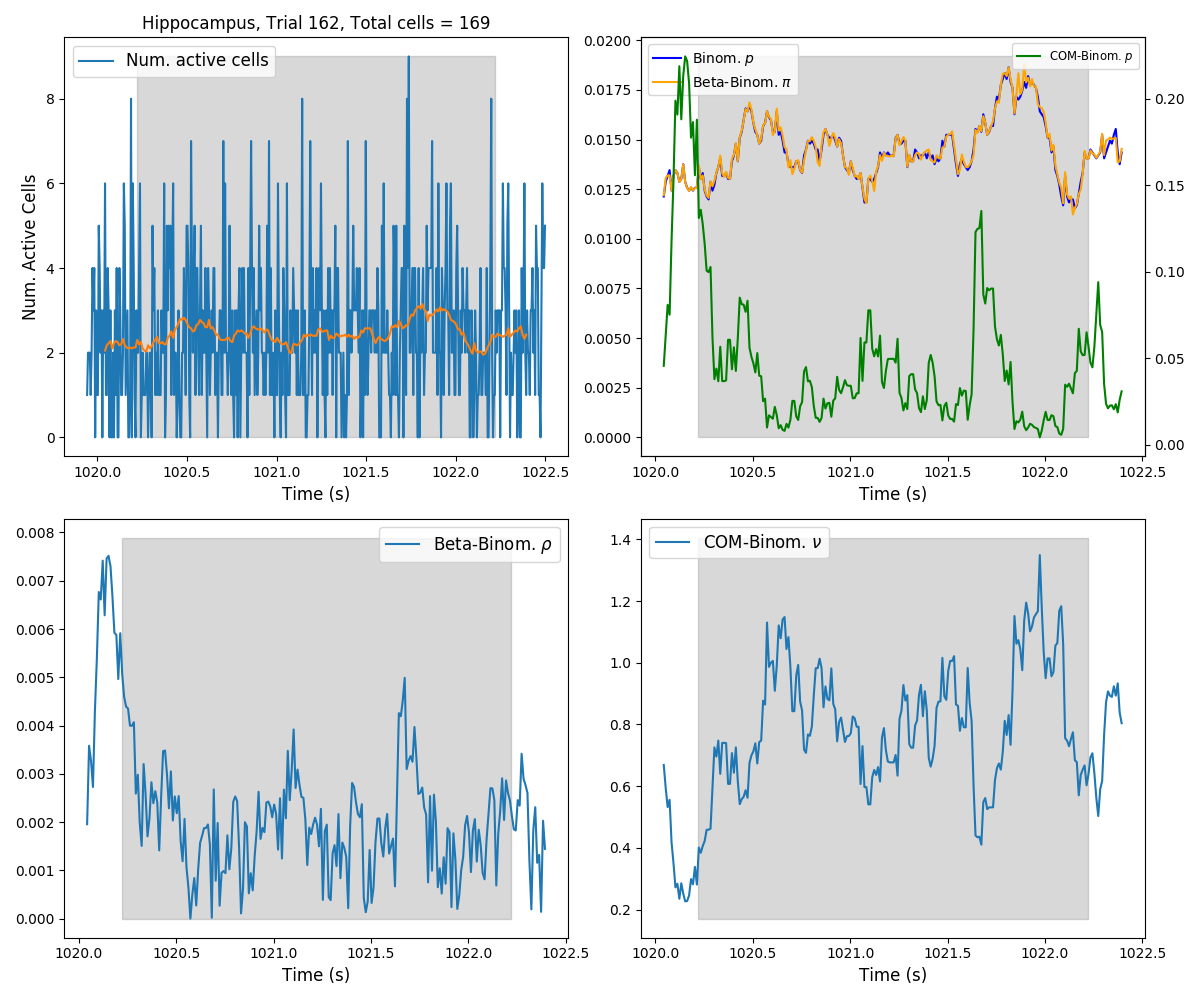 Hippocampus, Trial 162, Total cells = 169
Num. active cells
Num. Active Cells
8
6
4
2
0
1020.0 1020.5 1021.0 1021.5 1022.0 1022.5
Time (s)
Binom. p
Beta-Binom. π
COM-Binom. p
0.0200
0.0175
0.0150
0.0125
0.0100
0.0075
0.0050
0.0025
0.0000
0.20
0.15
0.10
0.05
0.00
1020.0 1020.5 1021.0 1021.5 1022.0 1022.5
Time (s)
Beta-Binom. ρ
0.008
0.007
0.006
0.005
0.004
0.003
0.002
0.001
0.000
1020.0 1020.5 1021.0 1021.5 1022.0 1022.5
Time (s)
COM-Binom. ν
1.4
1.2
1.0
0.8
0.6
0.4
0.2
1020.0 1020.5 1021.0 1021.5 1022.0 1022.5
Time (s)